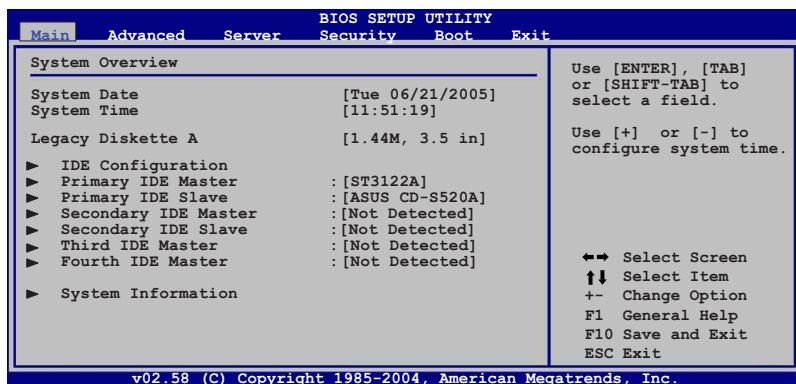 BIOS SETUP UTILITY
Main Advanced Server Security Boot Exit
System Overview
System Date [Tue 06/21/2005]
System Time [11:51:19]
Legacy Diskette A [1.44M, 3.5 in]
IDE Configuration
Primary IDE Master :[ST3122A]
Primary IDE Slave :[ASUS CD-S520A]
Secondary IDE Master :[Not Detected]
Secondary IDE Slave :[Not Detected]
Third IDE Master :[Not Detected]
Fourth IDE Master :[Not Detected]
System Information
Use [ENTER], [TAB]
or [SHIFT-TAB] to
select a field.
Use [+] or [-] to
configure system time.
Select Screen
Select Item
+- Change Option
F1 General Help
F10 Save and Exit
ESC Exit
v02.58 (C) Copyright 1985-2004, American Megatrends, Inc.